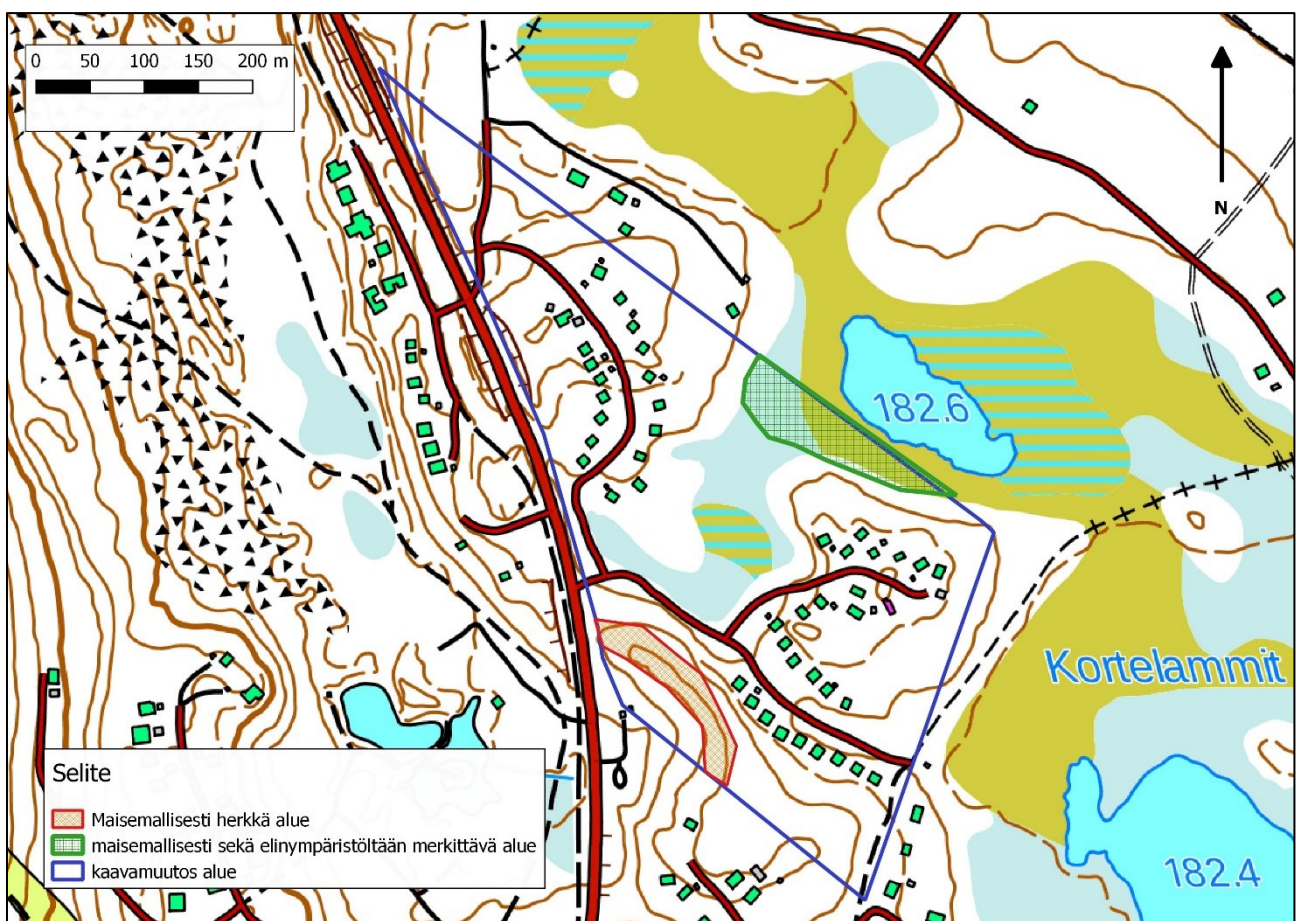 0 50 100 150 200 m
N
182.6
Kortelammit
182.4
Selite
Maisemallisesti herkkä alue
maisemallisesti sekä elinympäristöltään merkittävä alue
kaavamuutos alue